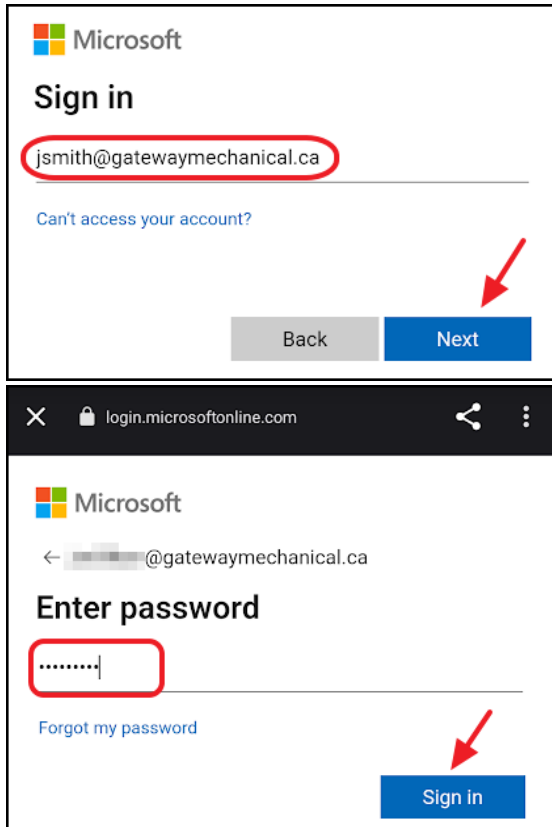 Microsoft
Sign in
jsmith@gatewaymechanical.ca
Can't access your account?
Back Next
login.microsoftonline.com
Microsoft
@gatewaymechanical.ca
Enter password
•••••••••
Forgot my password
Sign in